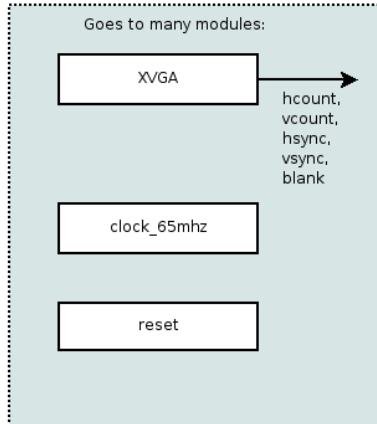 Goes to many modules:
XVGA
hcount,
vcount,
hsync,
vsync,
blank
clock_65mhz
reset